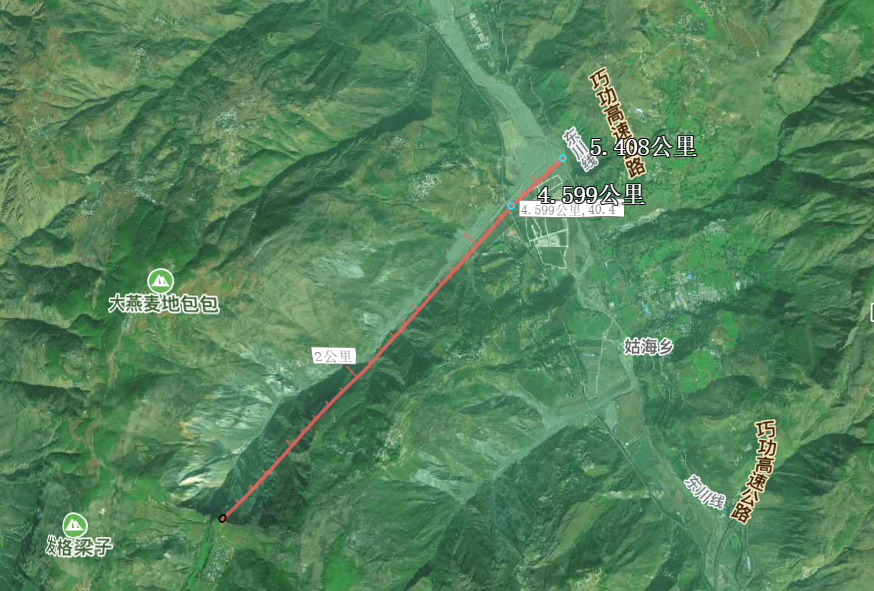 巧功高速公路
东川线
5.408公里
4.599公里
4.599公里,40.4
大燕麦地包包
姑海乡
2公里
巧功高速公路
东川线
格梁子